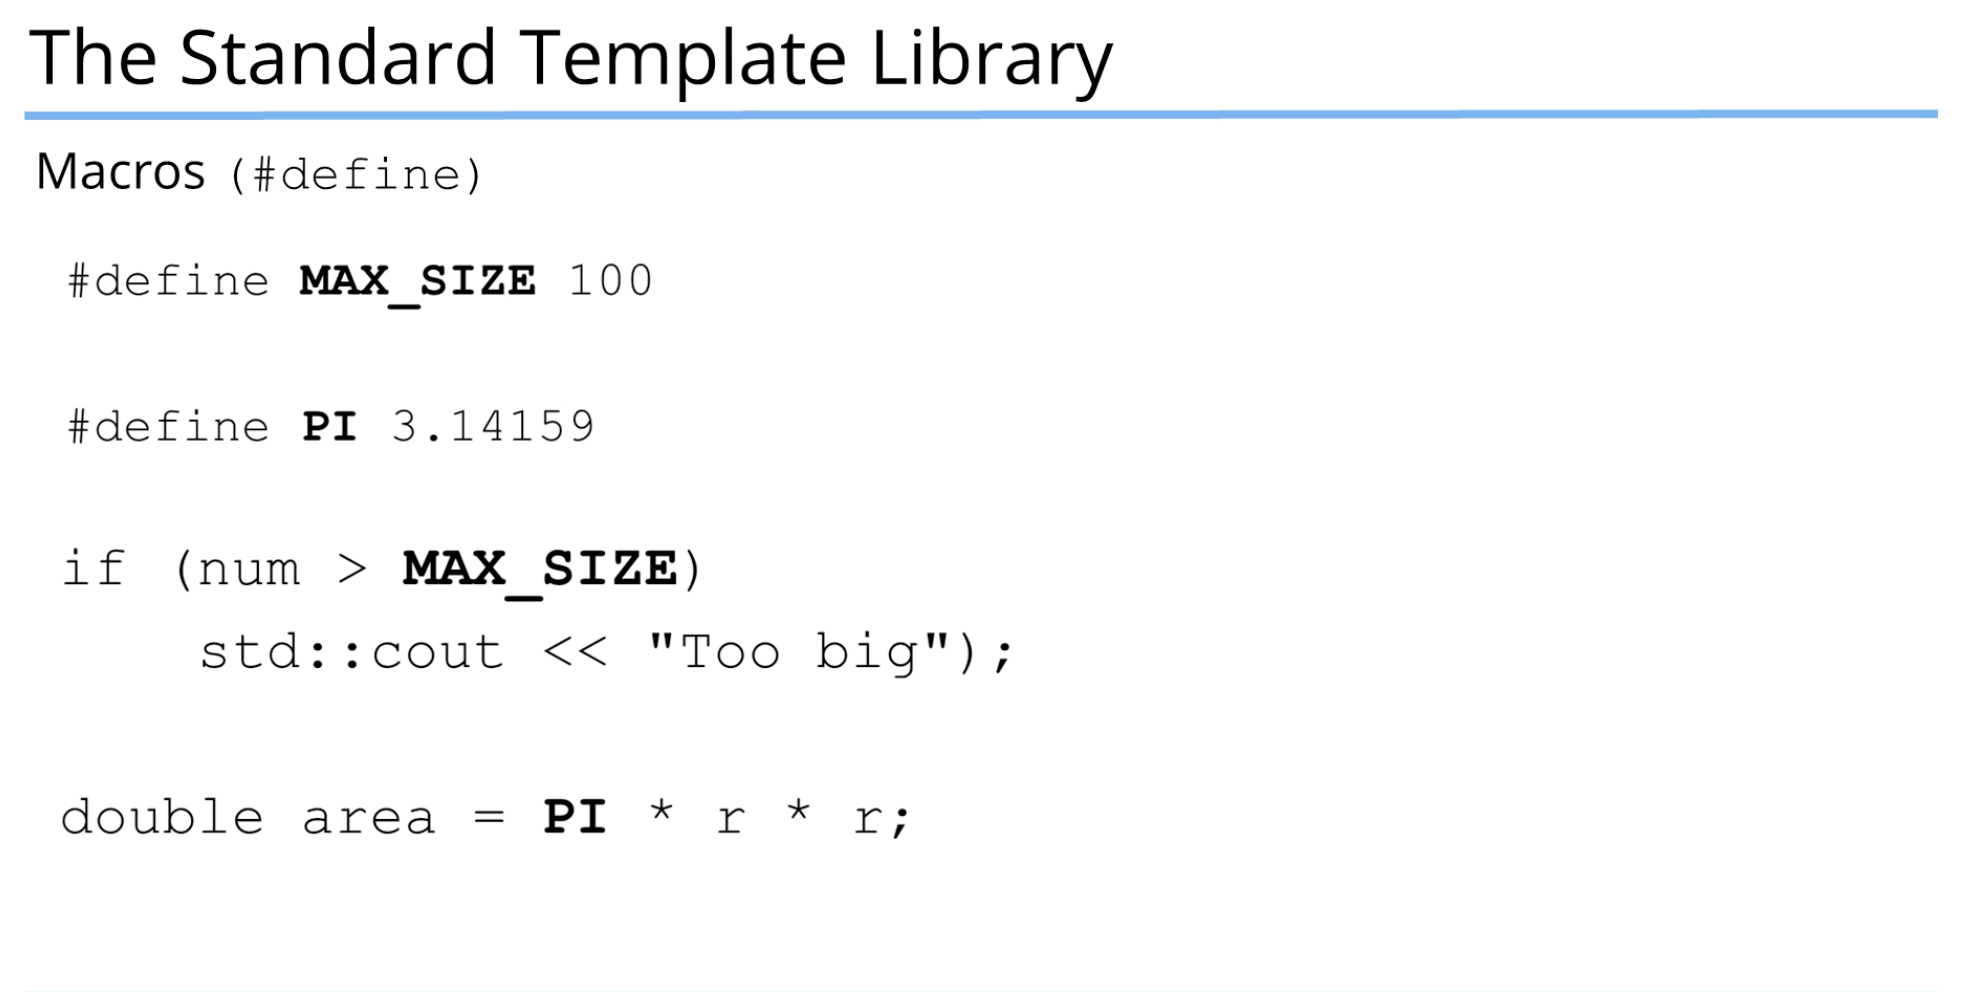 The Standard Template Library
Macros (#define)
#define MAX_SIZE 100
#define PI 3.14159
if (num > MAX_SIZE)
std::cout << "Too big");
double area = PI * r * r;